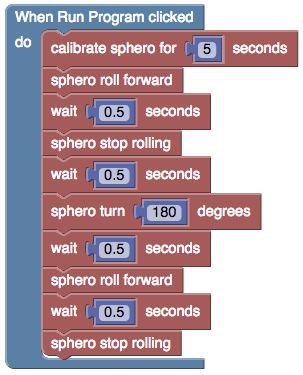 When Run Program clicked
do
calibrate sphero for 5 seconds
sphero roll forward
wait 0.5 seconds
sphero stop rolling
wait 0.5 seconds
sphero turn 180 degrees
wait 0.5 seconds
sphero roll forward
wait 0.5 seconds
sphero stop rolling